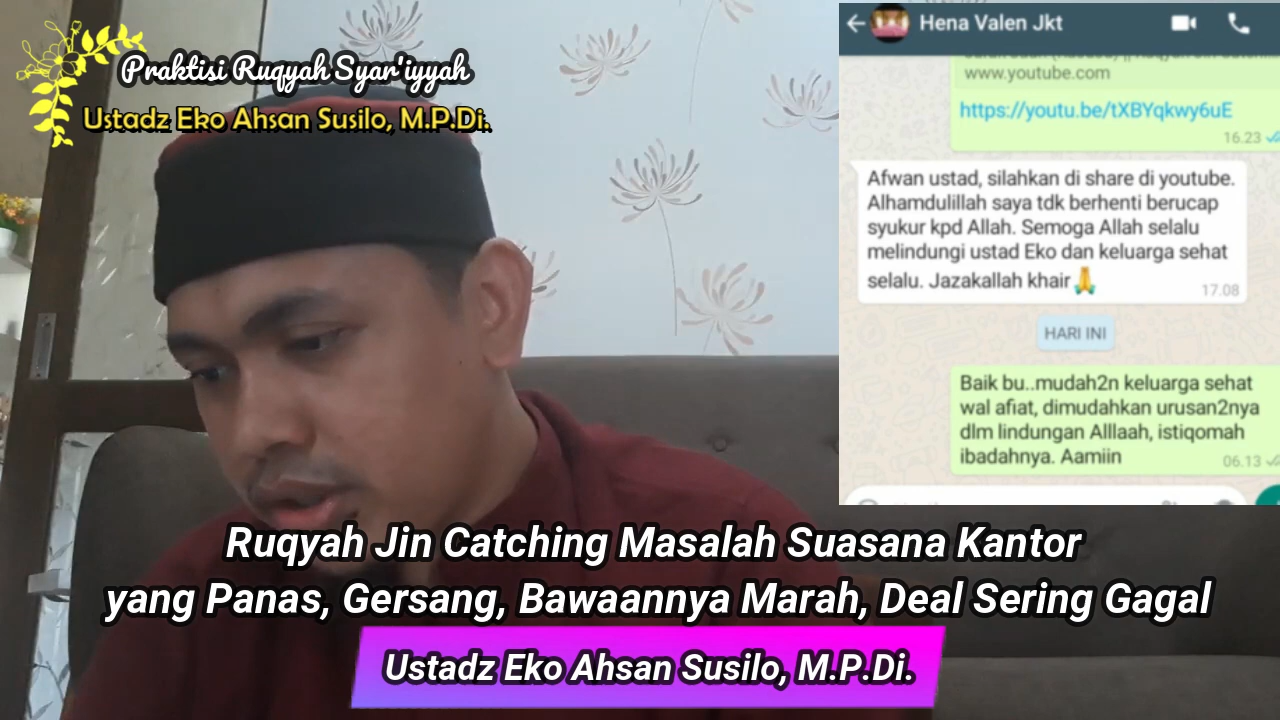 Praktisi Ruqyah Syar'iyyah
Ustadz Eko Ahsan Susilo, M.P.Di.
Hena Valen Jkt
www.youtube.com
https://youtu.be/tXBYqkwy6uE
16.23
Afwan ustad, silahkan di share di youtube.
Alhamdulillah saya tdk berhenti berucap
syukur kpd Allah. Semoga Allah selalu
melindungi ustad Eko dan keluarga sehat
selalu. Jazakallah khair🙏
17.08
HARI INI
Baik bu..mudah2n keluarga sehat
wal afiat, dimudahkan urusan2nya
dlm lindungan Alllaah, istiqomah
ibadahnya. Aamiin
06.13
Ruqyah Jin Catching Masalah Suasana Kantor
yang Panas, Gersang, Bawaannya Marah, Deal Sering Gagal
Ustadz Eko Ahsan Susilo, M.P.Di.